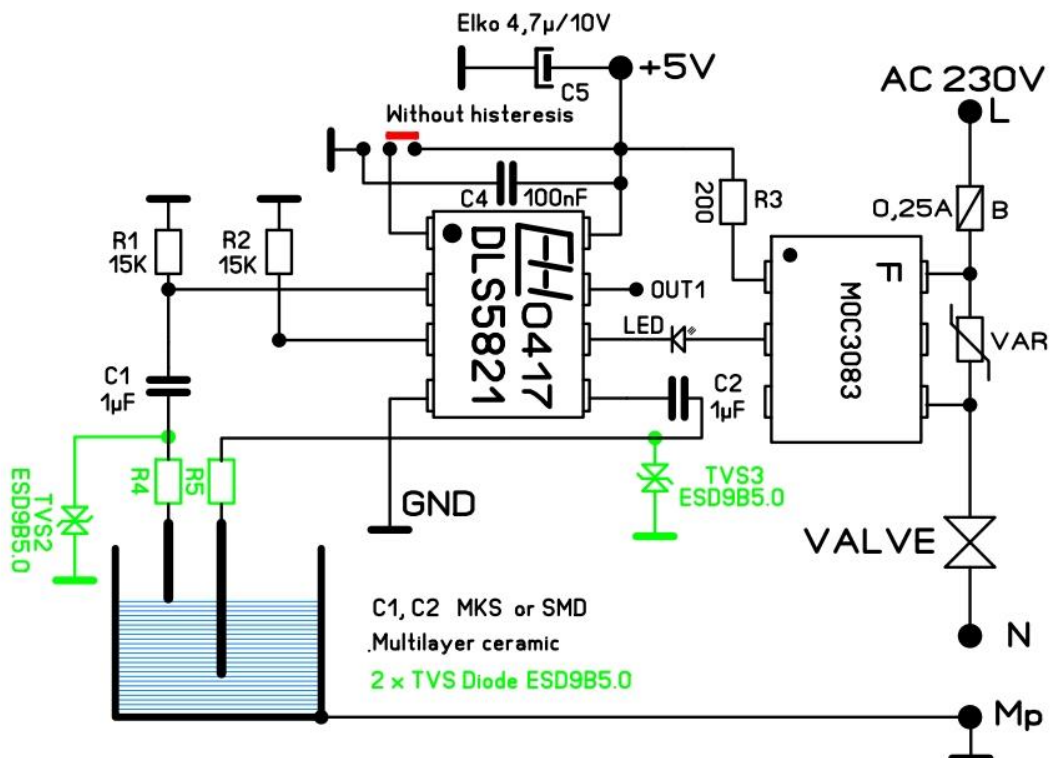 Elko 4,7µ/10V
+5V
C5
AC 230V
L
Without histeresis
C4
100nF
200
R3
0,25A
B
R1
15K
R2
15K
DLS5821
EHH0417
OUT1
LED
MOC3083
F
VAR
C1
1µF
C2
1µF
R4
R5
TVS2
ESD9B5.0
TVS3
ESD9B5.0
GND
VALVE
N
C1, C2 MKS or SMD
.Multilayer ceramic
2 x TVS Diode ESD9B5.0
Mp